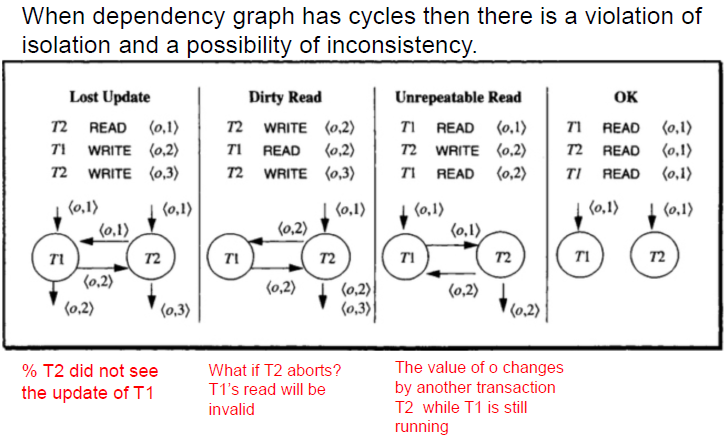 When dependency graph has cycles then there is a violation of
isolation and a possibility of inconsistency.
Lost Update
T2 READ ⟨o,1⟩
T1 WRITE ⟨o,2⟩
T2 WRITE ⟨o,3⟩
⟨o,1⟩
⟨o,1⟩
⟨o,1⟩
T1
T2
⟨o,2⟩
⟨o,2⟩
⟨o,3⟩
Dirty Read
T2 WRITE ⟨o,2⟩
T1 READ ⟨o,2⟩
T2 WRITE ⟨o,3⟩
⟨o,1⟩
⟨o,2⟩
T1
T2
⟨o,2⟩
⟨o,2⟩
⟨o,3⟩
Unrepeatable Read
T1 READ ⟨o,1⟩
T2 WRITE ⟨o,2⟩
T1 READ ⟨o,2⟩
⟨o,1⟩
⟨o,1⟩
T1
T2
⟨o,2⟩
⟨o,2⟩
OK
T1 READ ⟨o,1⟩
T2 READ ⟨o,1⟩
T1 READ ⟨o,1⟩
⟨o,1⟩
⟨o,1⟩
T1
T2
% T2 did not see
the update of T1
What if T2 aborts?
T1's read will be
invalid
The value of o changes
by another transaction
T2 while T1 is still
running